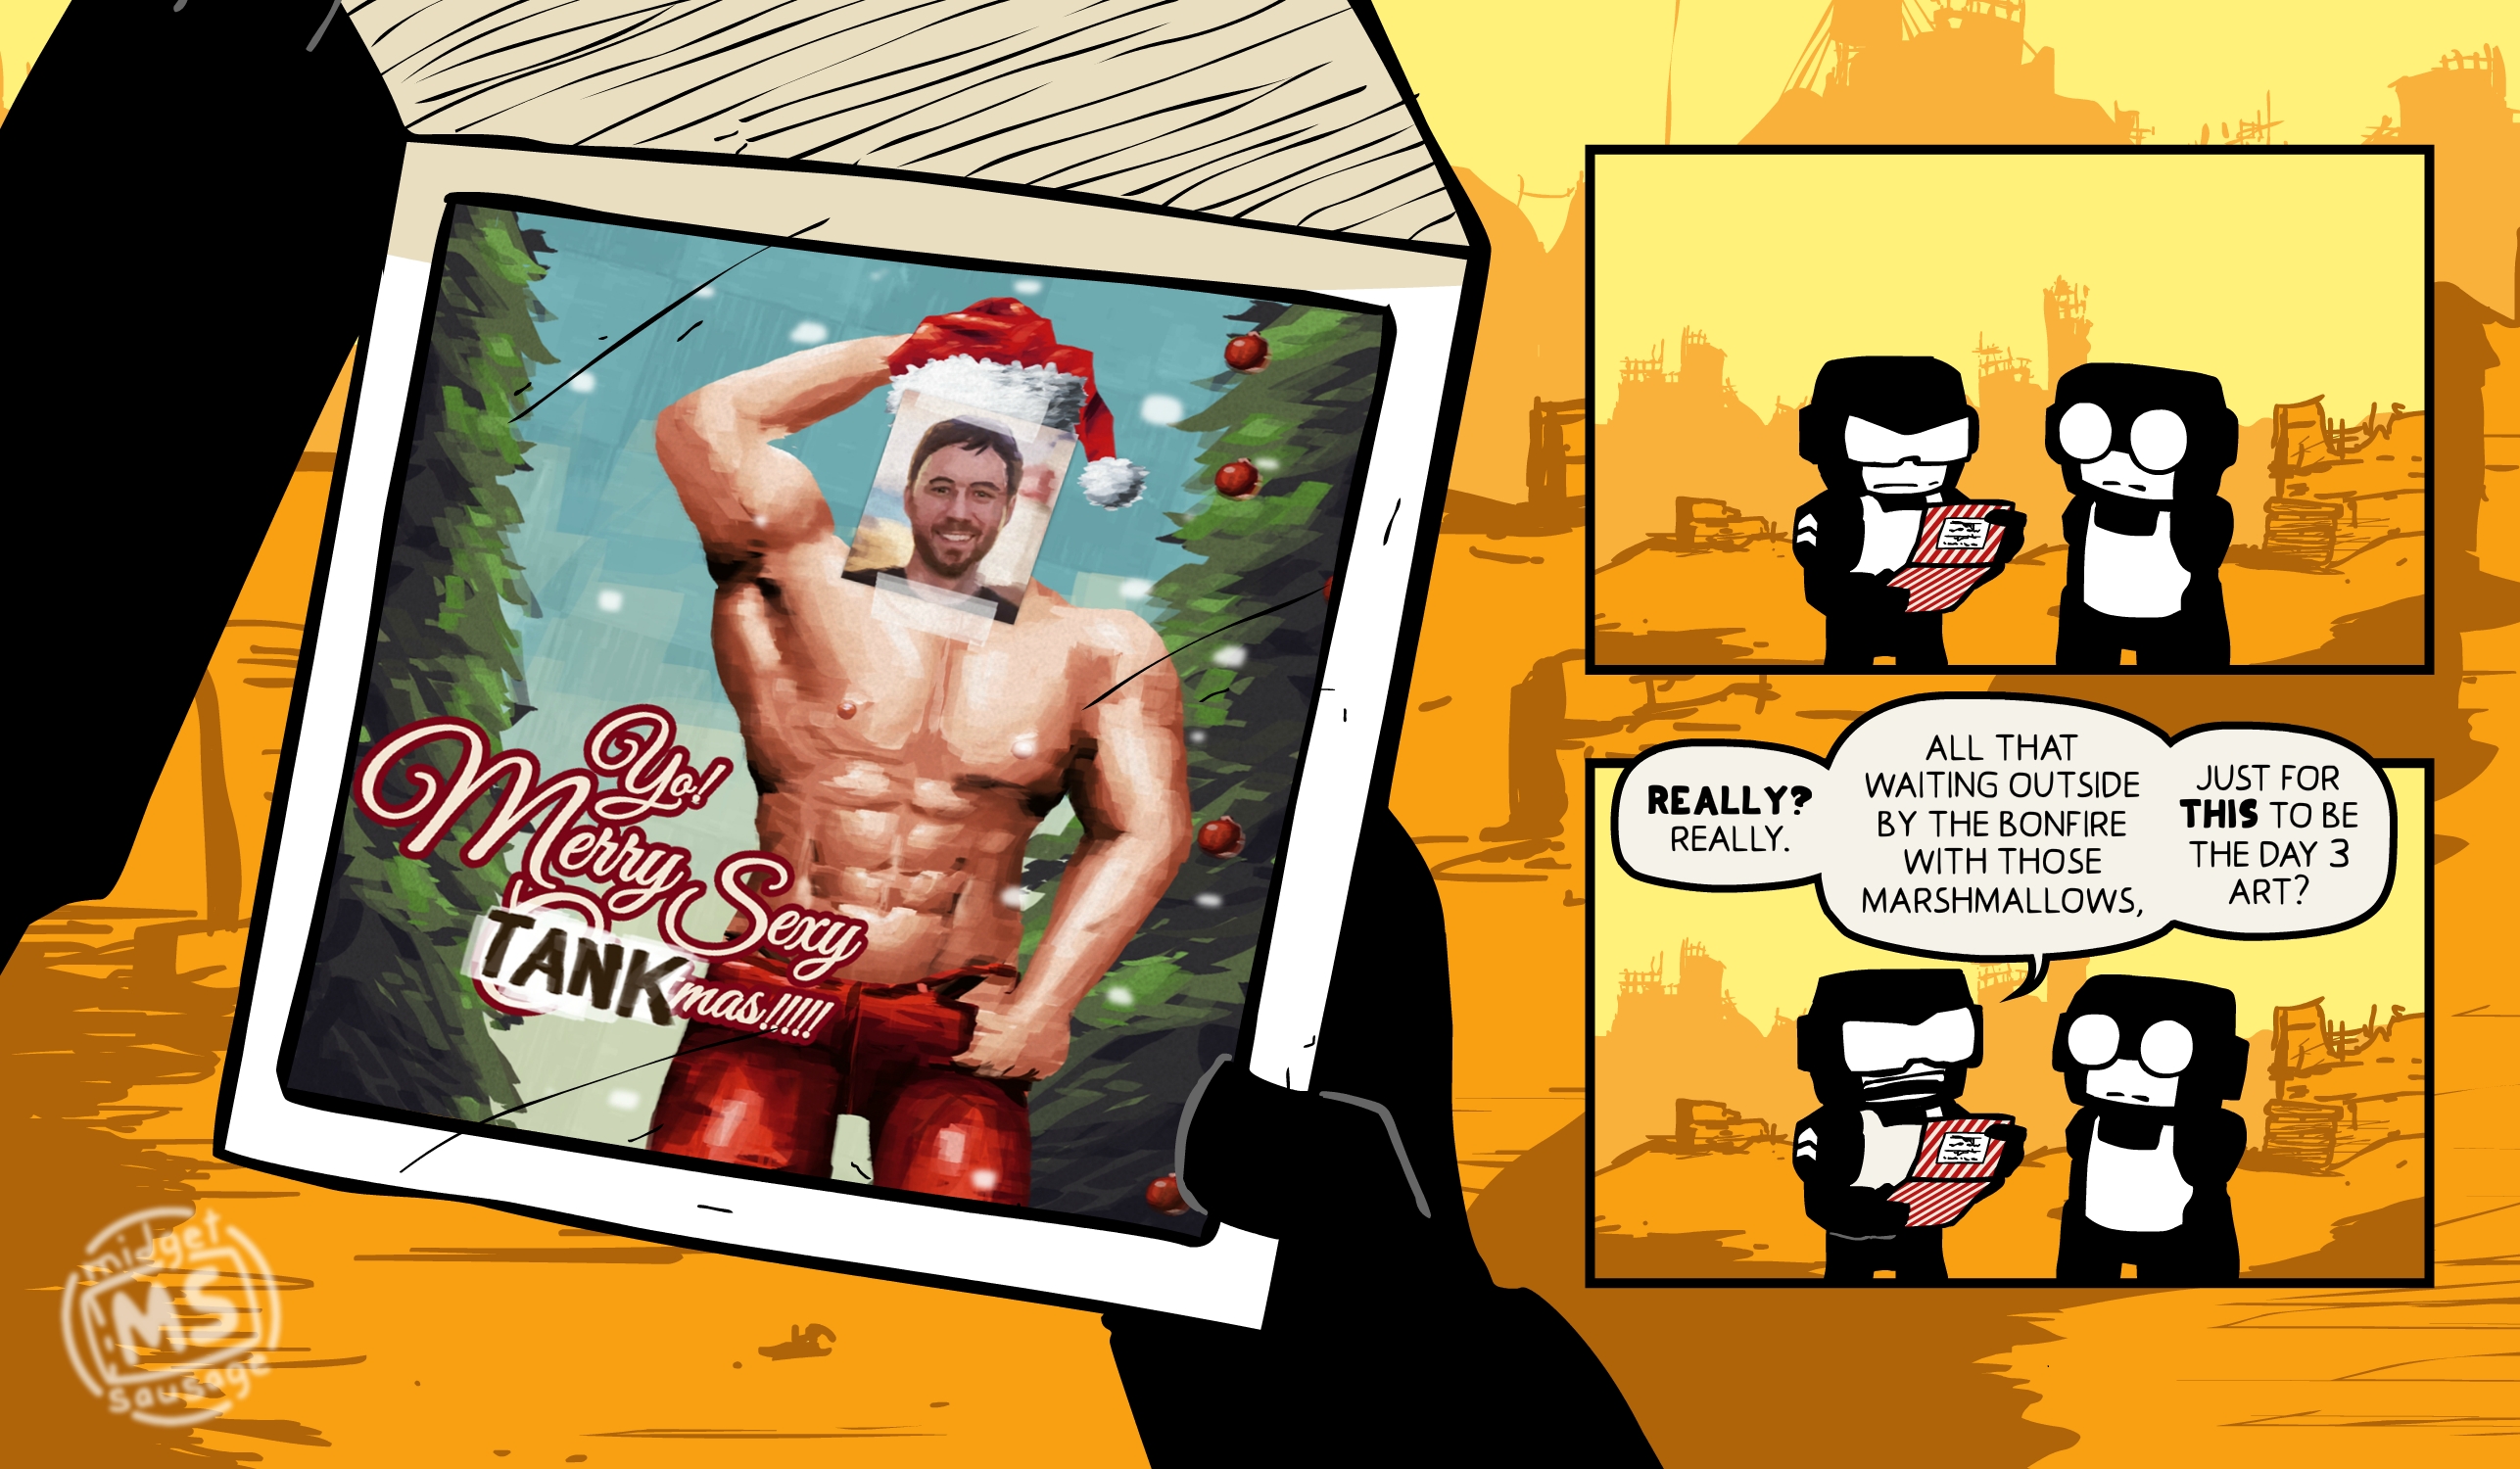 Yo!
Merry Sexy
TANKmas!!!!!
REALLY?
REALLY.
ALL THAT
WAITING OUTSIDE
BY THE BONFIRE
WITH THOSE
MARSHMALLOWS,
JUST FOR
THIS TO BE
THE DAY 3
ART?
midget
MS
sausage